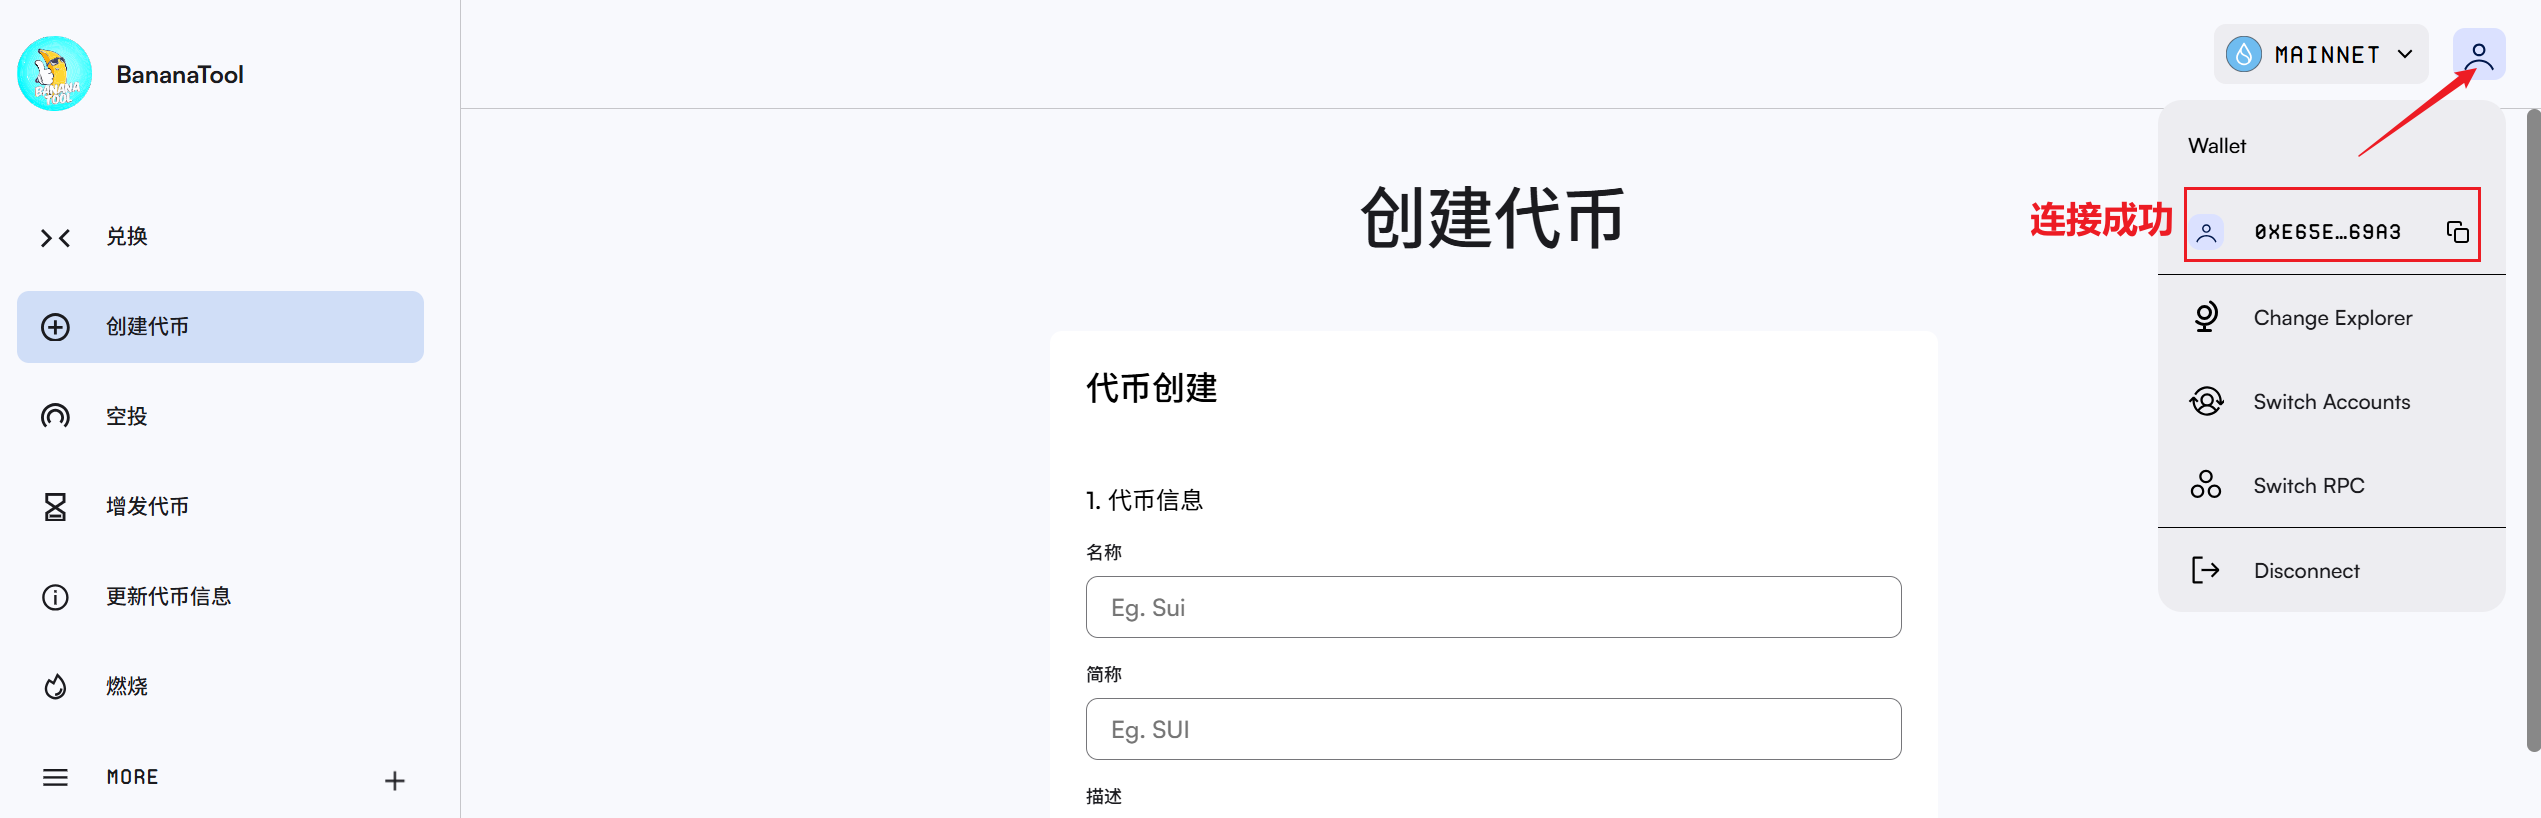 BANANA
TOOL
BananaTool
兑换
创建代币
空投
增发代币
更新代币信息
燃烧
MORE
MAINNET
Wallet
连接成功
0XE65E…69A3
Change Explorer
Switch Accounts
Switch RPC
Disconnect
创建代币
代币创建
1. 代币信息
名称
Eg. Sui
简称
Eg. SUI
描述